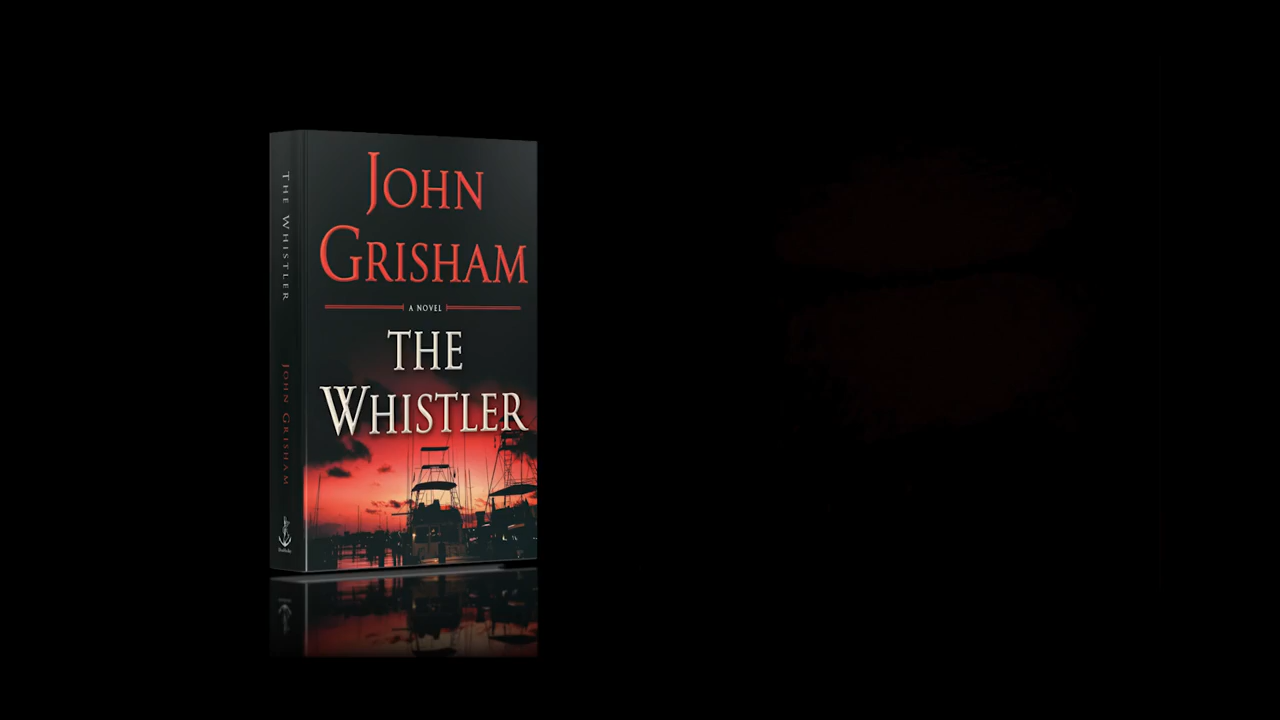 THE WHISTLER
JOHN GRISHAM
JOHN
GRISHAM
A NOVEL
THE
WHISTLER